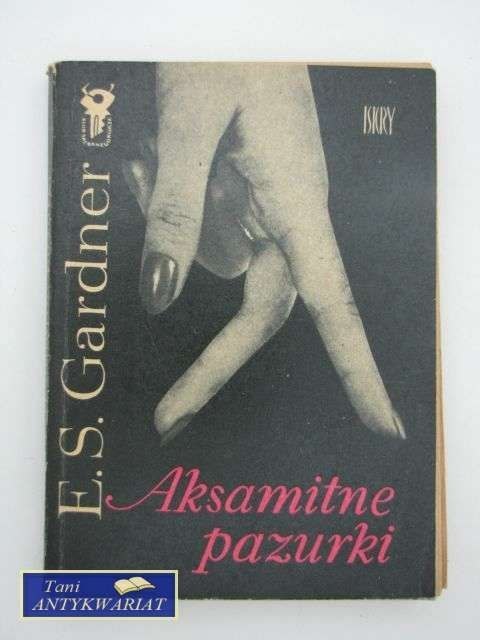 ISKRY
E. S. Gardner
Aksamitne
pazurki
Tani
ANTYKWARIAT